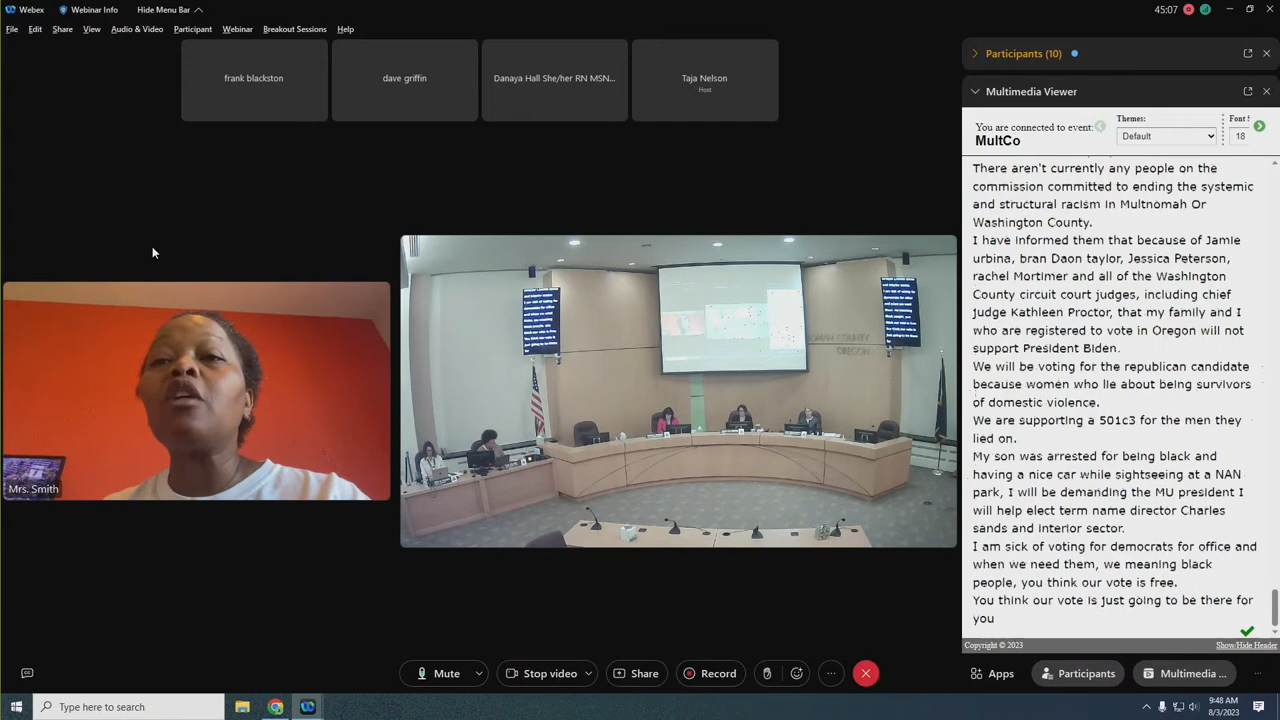 Webex Webinar Info Hide Menu Bar 45:07
File Edit Share View Audio & Video Participant Webinar Breakout Sessions Help
frank blackston
dave griffin
Danaya Hall She/her RN MSN...
Taja Nelson
Host
Participants (10)
Multimedia Viewer
You are connected to event:
MultCo
Themes:
Default
Font S
18
There aren't currently any people on the
commission committed to ending the systemic
and structural racism in Multnomah Or
Washington County.
I have informed them that because of Jamie
urbina, bran Daon taylor, Jessica Peterson,
rachel Mortimer and all of the Washington
County circuit court judges, including chief
judge Kathleen Proctor, that my family and I
who are registered to vote in Oregon will not
support President Biden.
We will be voting for the republican candidate
because women who lie about being survivors
of domestic violence.
We are supporting a 501c3 for the men they
lied on.
My son was arrested for being black and
having a nice car while sightseeing at a NAN
park, I will be demanding the MU president I
will help elect term name director Charles
sands and interior sector.
I am sick of voting for democrats for office and
when we need them, we meaning black
people, you think our vote is free.
You think our vote is just going to be there for
you
Mrs. Smith
OMAH COUNTY
OREGON
Copyright © 2023
Show/Hide Header
Mute
Stop video
Share
Record
Apps
Participants
Multimedia ...
Type here to search
9:48 AM
8/3/2023